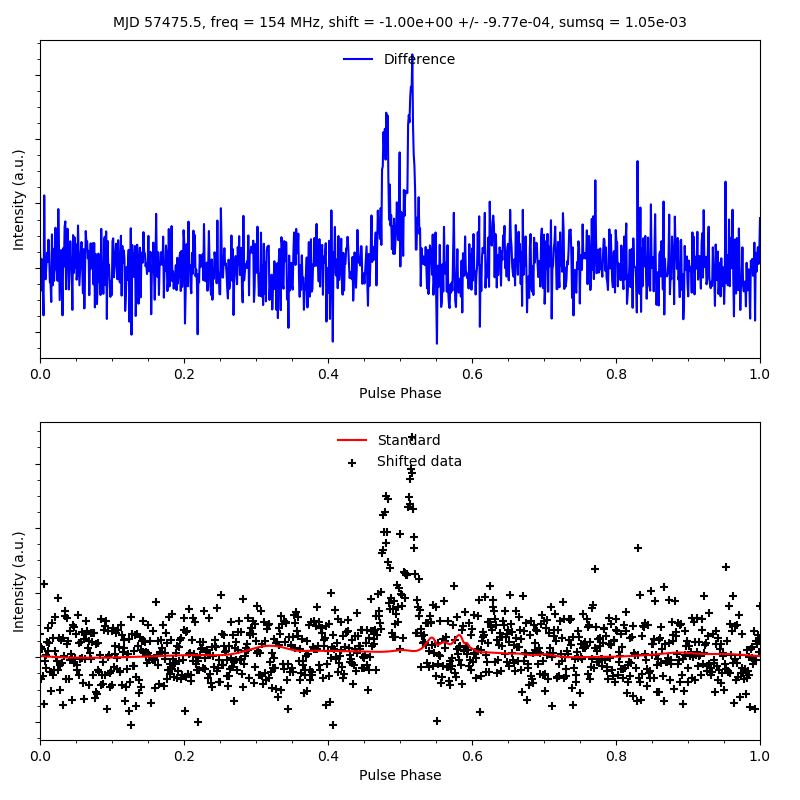 MJD 57475.5, freq = 154 MHz, shift = -1.00e+00 +/- -9.77e-04, sumsq = 1.05e-03
Difference
Intensity (a.u.)
0.0 0.2 0.4 0.6 0.8 1.0
Pulse Phase
Standard
Shifted data
Intensity (a.u.)
0.0 0.2 0.4 0.6 0.8 1.0
Pulse Phase